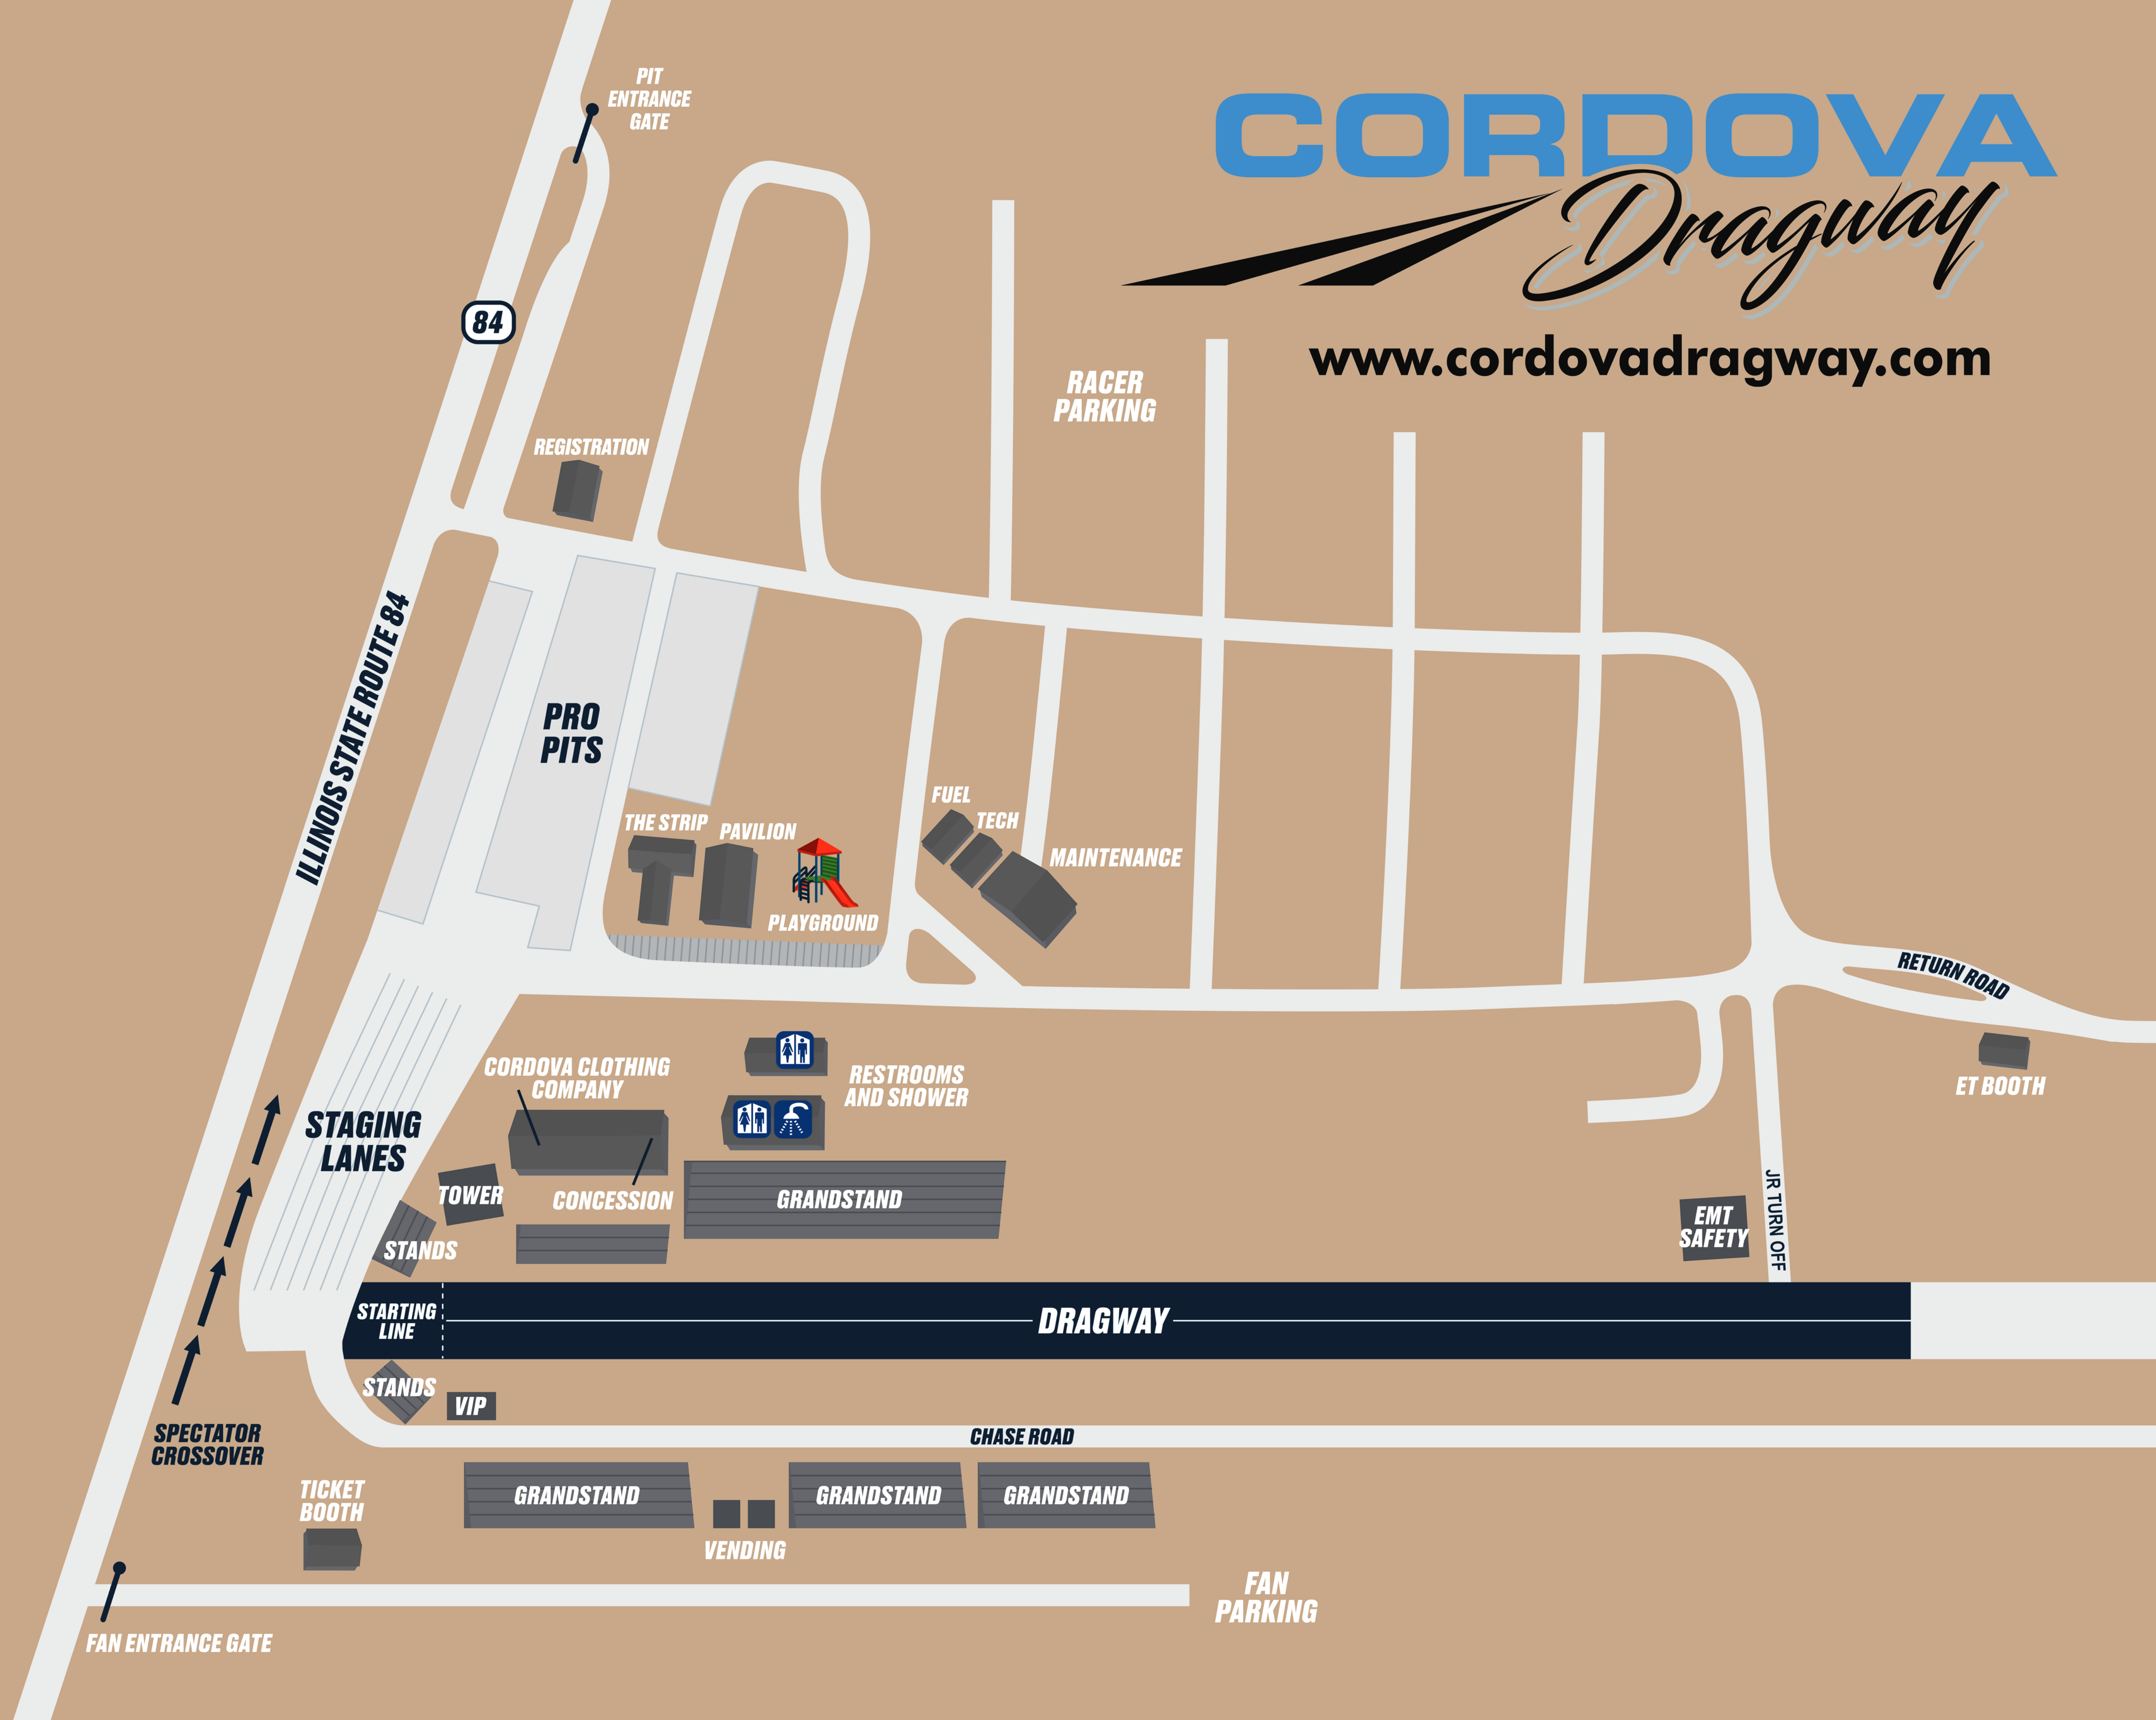 PIT
ENTRANCE
GATE
CORDOVA
Dragway
www.cordovadragway.com
84
RACER
PARKING
REGISTRATION
ILLINOIS STATE ROUTE 84
PRO
PITS
FUEL
TECH
THE STRIP
PAVILION
MAINTENANCE
PLAYGROUND
RETURN ROAD
ET BOOTH
CORDOVA CLOTHING
COMPANY
RESTROOMS
AND SHOWER
STAGING
LANES
TOWER
CONCESSION
GRANDSTAND
JR TURN OFF
EMT
SAFETY
STANDS
STARTING
LINE
DRAGWAY
STANDS
VIP
SPECTATOR
CROSSOVER
CHASE ROAD
TICKET
BOOTH
GRANDSTAND
GRANDSTAND
GRANDSTAND
VENDING
FAN
PARKING
FAN ENTRANCE GATE